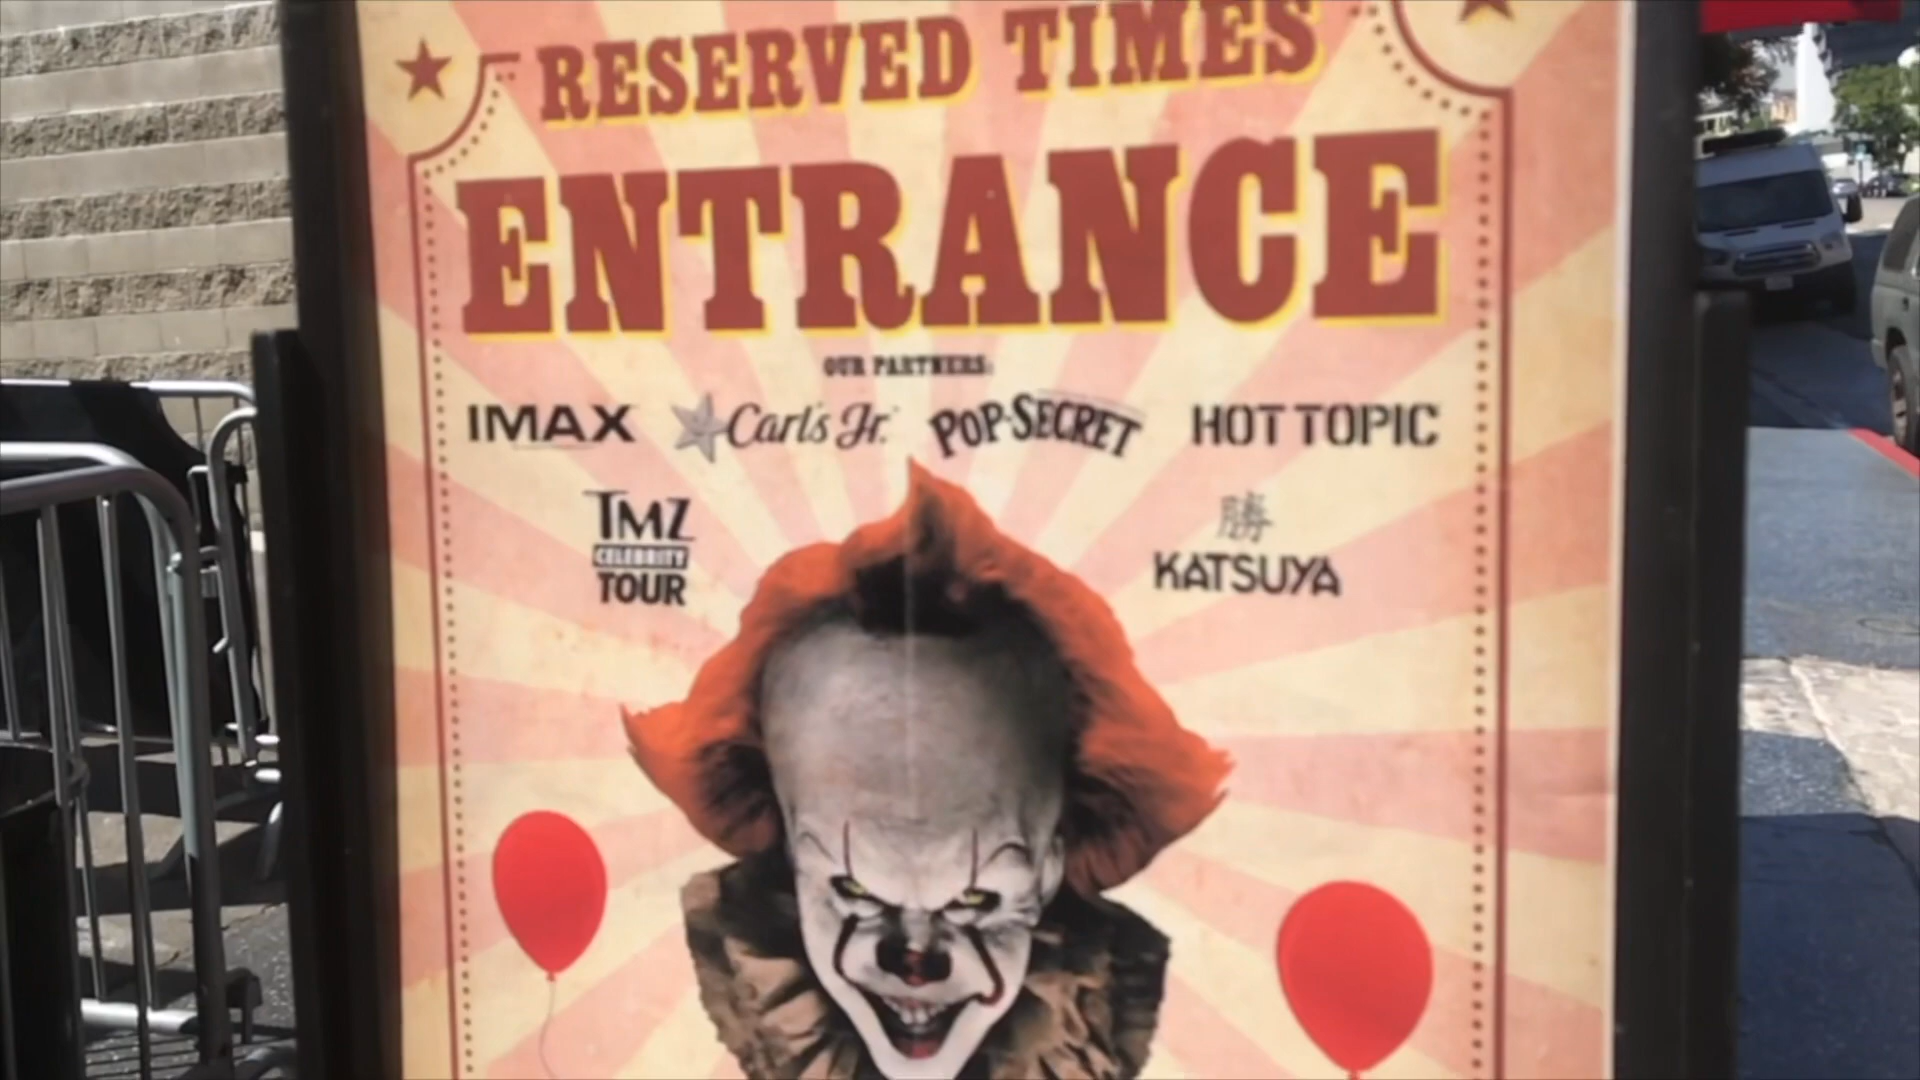 RESERVED TIMES
ENTRANCE
OUR PARTNERS:
IMAX Carl's Jr. POP·SECRET HOT TOPIC
TMZ
CELEBRITY
TOUR
勝
KATSUYA